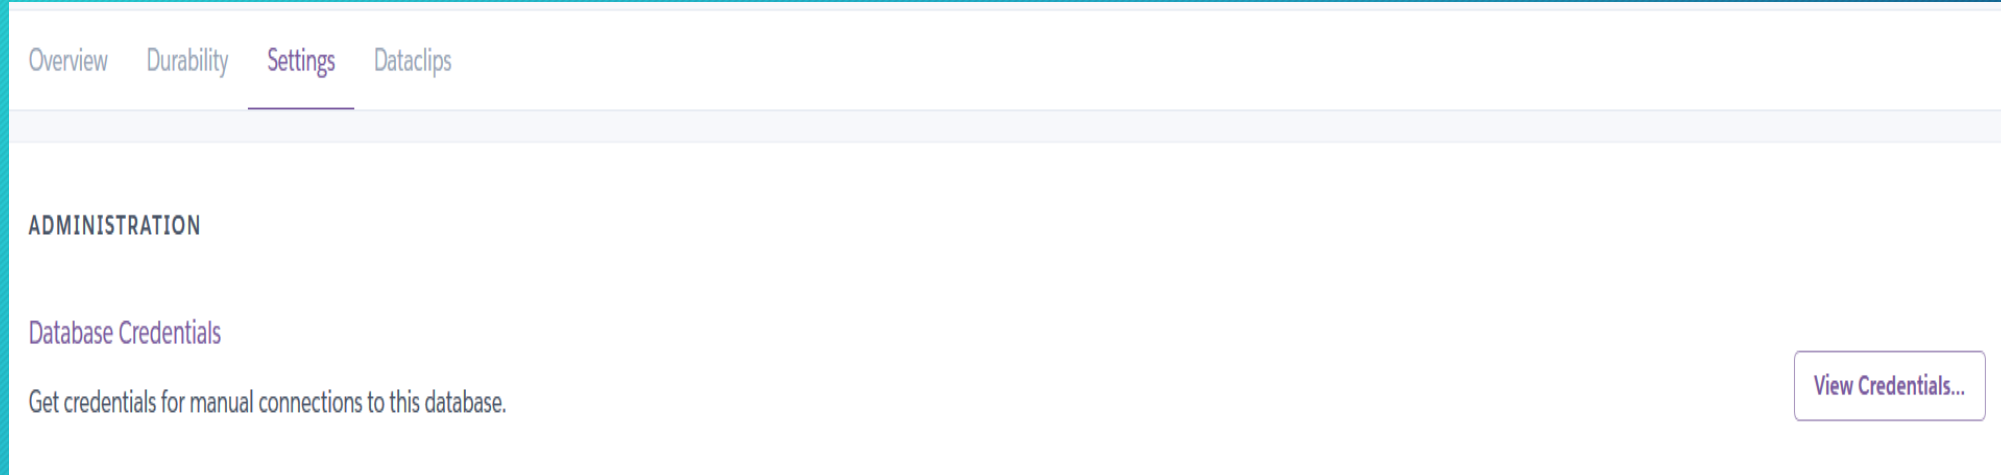 Overview Durability Settings Dataclips
ADMINISTRATION
Database Credentials
Get credentials for manual connections to this database.
View Credentials...